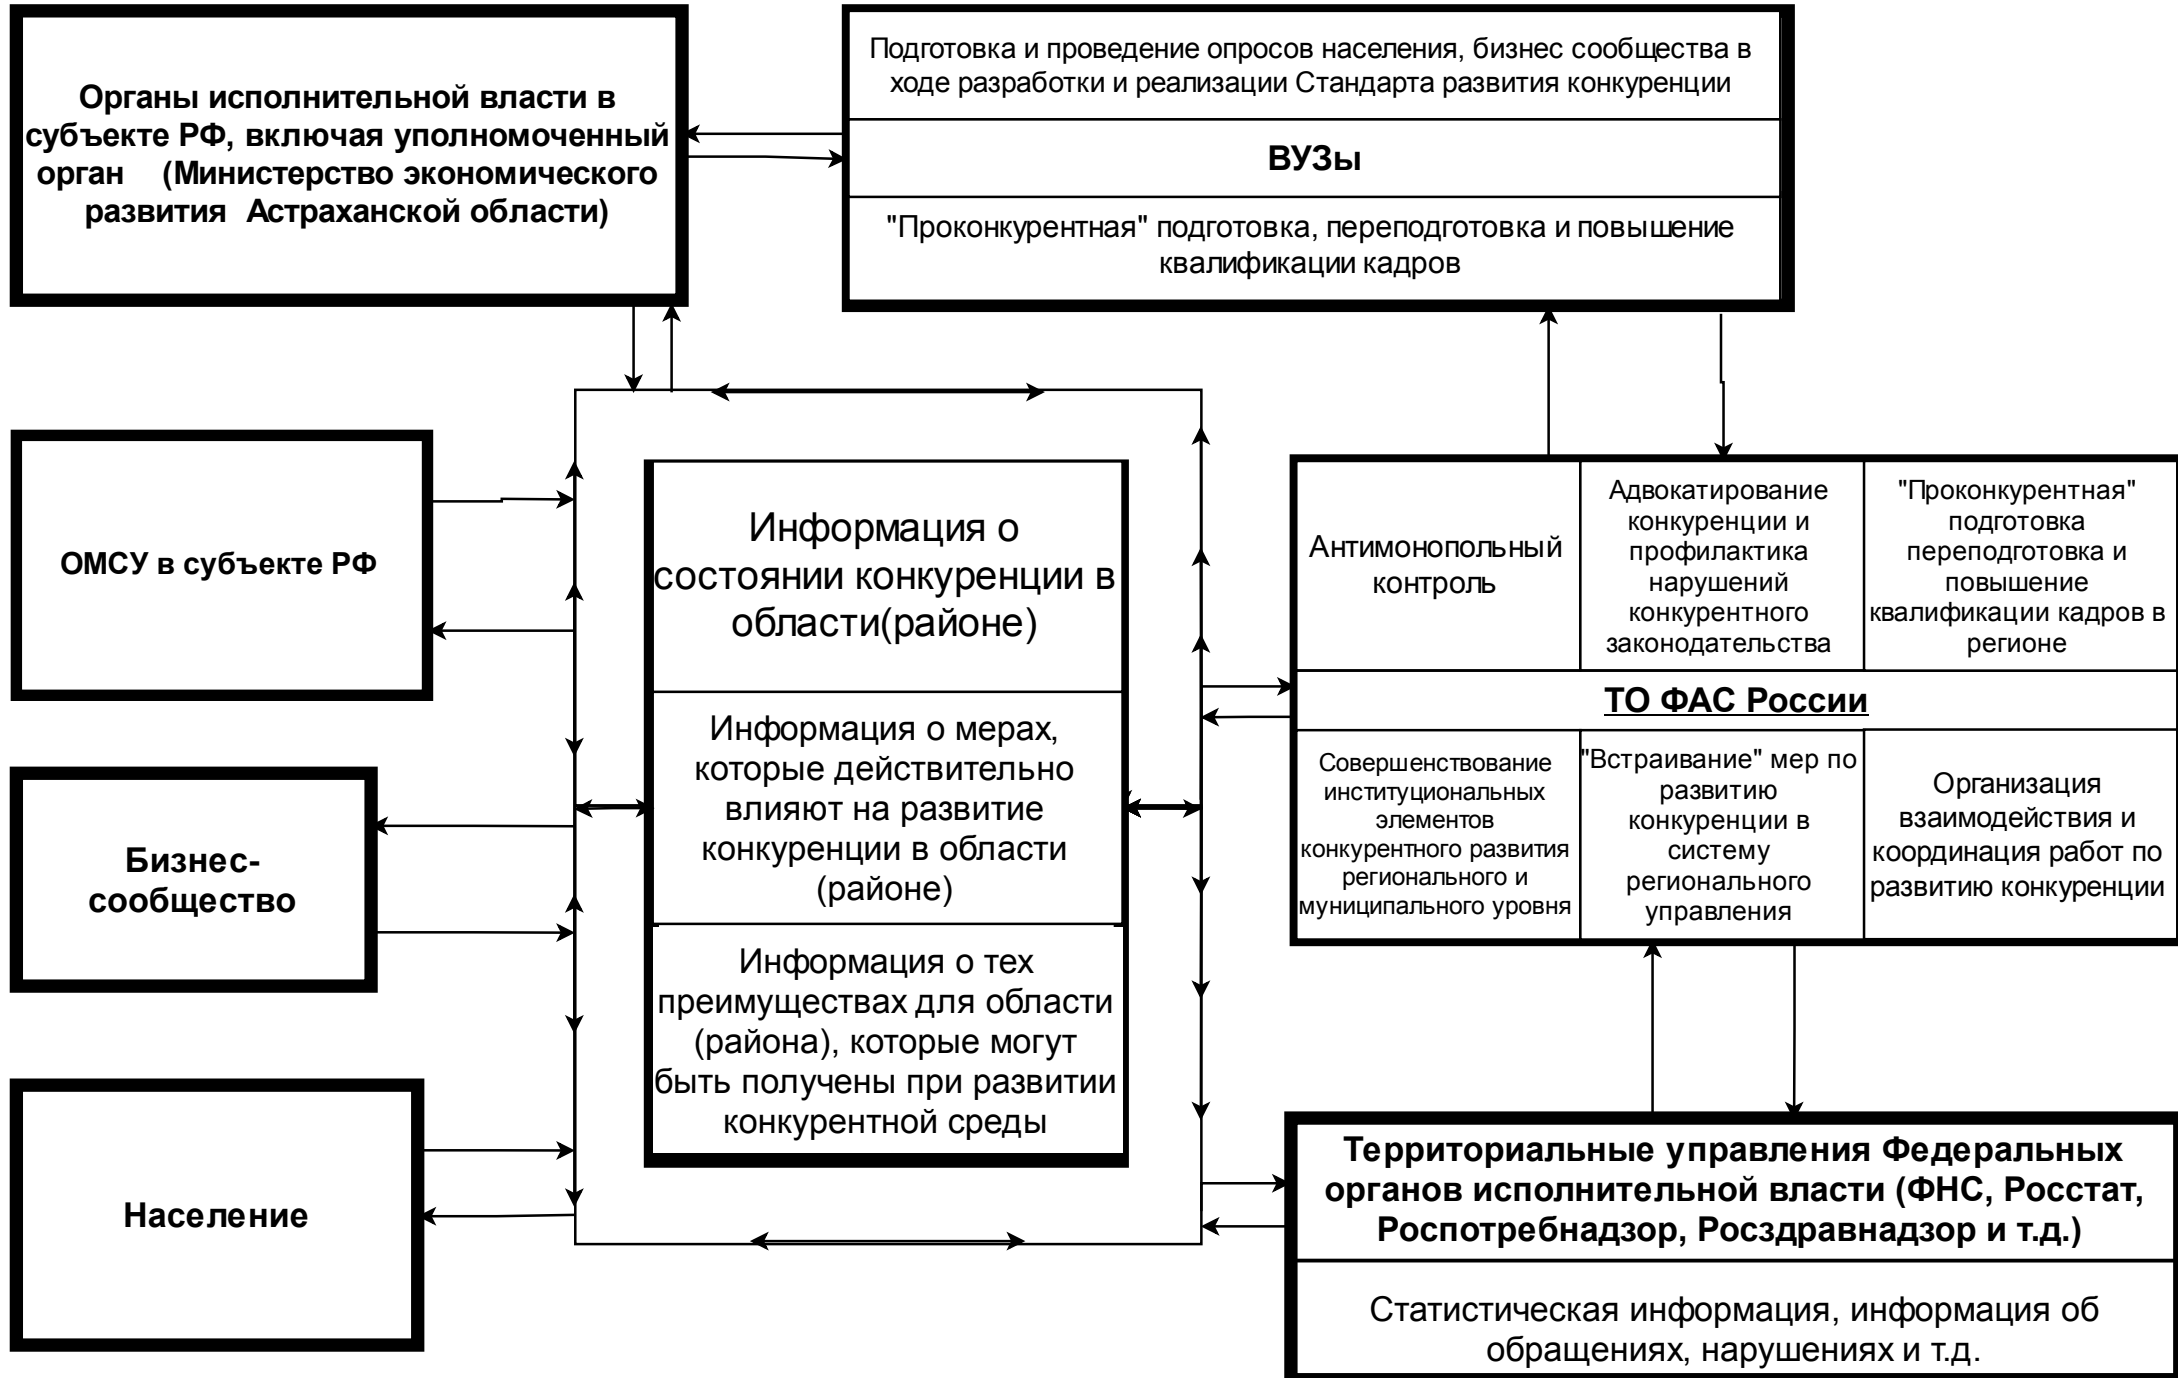 Органы исполнительной власти в
субъекте РФ, включая уполномоченный
орган (Министерство экономического
развития Астраханской области)
Подготовка и проведение опросов населения, бизнес сообщества в
ходе разработки и реализации Стандарта развития конкуренции
ВУЗы
"Проконкурентная" подготовка, переподготовка и повышение
квалификации кадров
ОМСУ в субъекте РФ
Бизнес-
сообщество
Население
Информация о
состоянии конкуренции в
области(районе)
Информация о мерах,
которые действительно
влияют на развитие
конкуренции в области
(районе)
Информация о тех
преимуществах для области
(района), которые могут
быть получены при развитии
конкурентной среды
Антимонопольный
контроль
Адвокатирование
конкуренции и
профилактика
нарушений
конкурентного
законодательства
"Проконкурентная"
подготовка
переподготовка и
повышение
квалификации кадров в
регионе
ТО ФАС России
Совершенствование
институциональных
элементов
конкурентного развития
регионального и
муниципального уровня
"Встраивание" мер по
развитию
конкуренции в
систему
регионального
управления
Организация
взаимодействия и
координация работ по
развитию конкуренции
Территориальные управления Федеральных
органов исполнительной власти (ФНС, Росстат,
Роспотребнадзор, Росздравнадзор и т.д.)
Статистическая информация, информация об
обращениях, нарушениях и т.д.